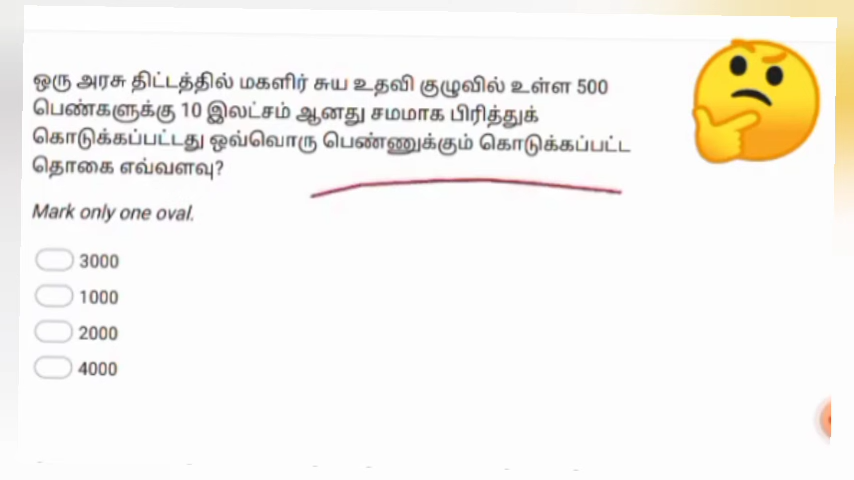 ஒரு அரசு திட்டத்தில் மகளிர் சுய உதவி குழுவில் உள்ள 500
பெண்களுக்கு 10 இலட்சம் ஆனது சமமாக பிரித்துக்
கொடுக்கப்பட்டது ஒவ்வொரு பெண்ணுக்கும் கொடுக்கப்பட்ட
தொகை எவ்வளவு?
Mark only one oval.
3000
1000
2000
4000